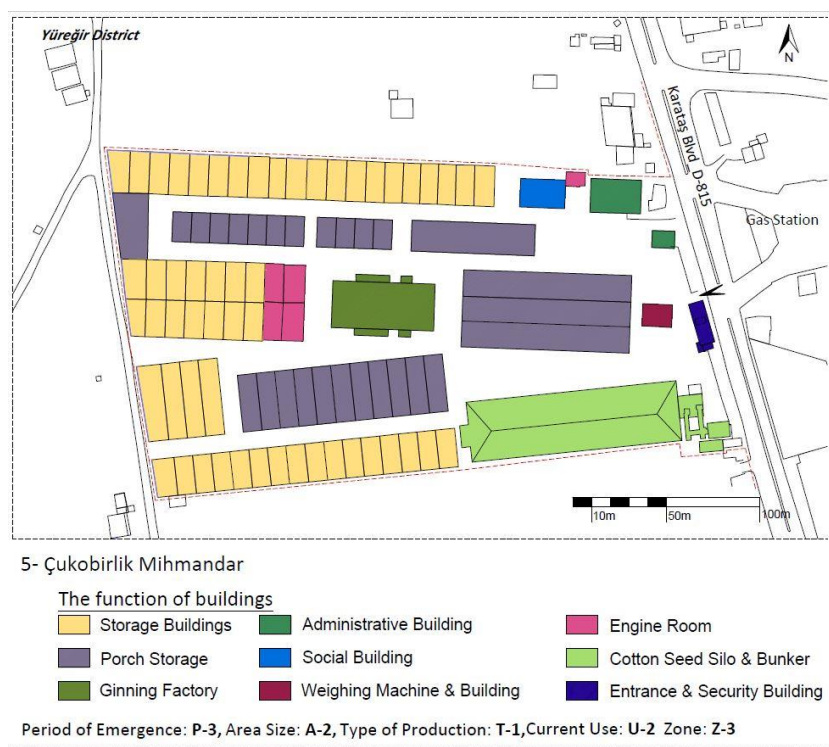 Yüreğir District
N
Karataş Blvd_D-815
Gas Station
10m 50m 100m
5- Çukobirlik Mihmandar
The function of buildings
Storage Buildings Administrative Building Engine Room
Porch Storage Social Building Cotton Seed Silo & Bunker
Ginning Factory Weighing Machine & Building Entrance & Security Building
Period of Emergence: P-3, Area Size: A-2, Type of Production: T-1,Current Use: U-2 Zone: Z-3